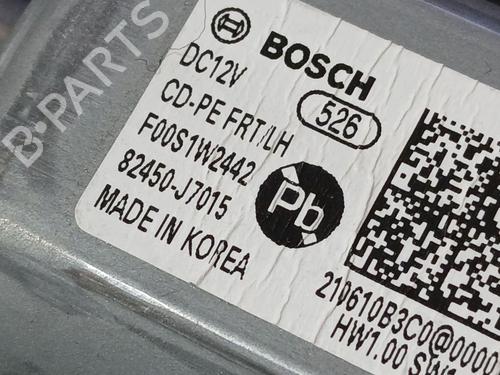 BOSCH
DC12V
526
CD-PE FRT/LH
F00S1W2442
82450-J7015
MADE IN KOREA
Pb
210610B3C0@0000
HW1.00
B-PARTS